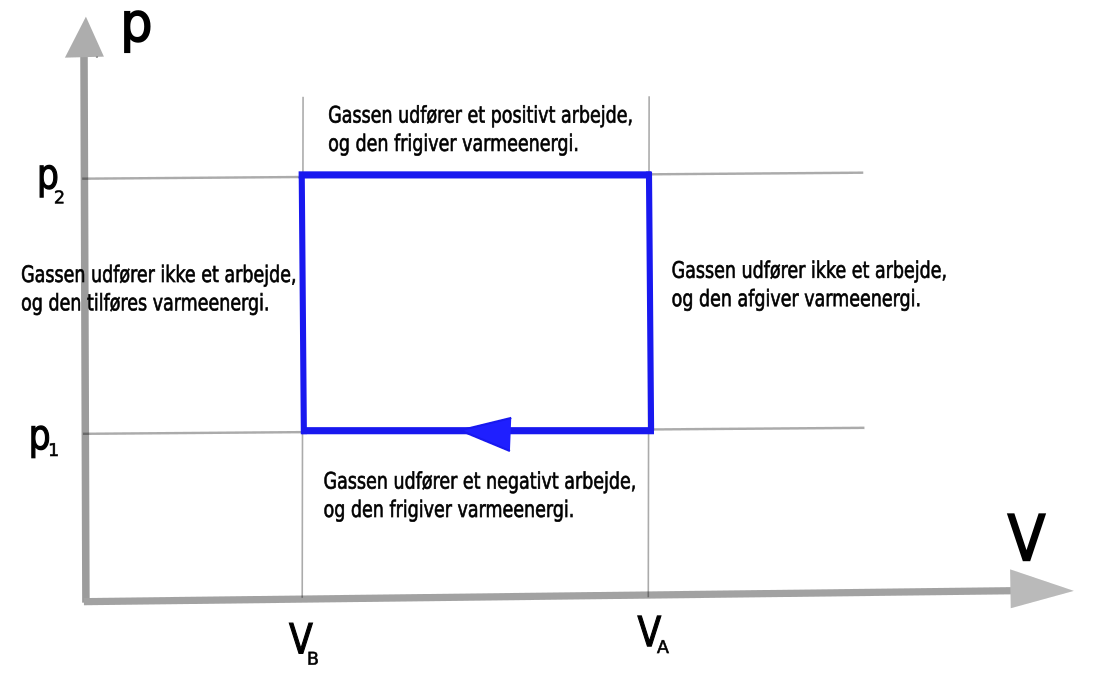 p
Gassen udfører et positivt arbejde,
og den frigiver varmeenergi.
p2
Gassen udfører ikke et arbejde,
og den tilføres varmeenergi.
Gassen udfører ikke et arbejde,
og den afgiver varmeenergi.
p1
Gassen udfører et negativt arbejde,
og den frigiver varmeenergi.
V
VB
VA